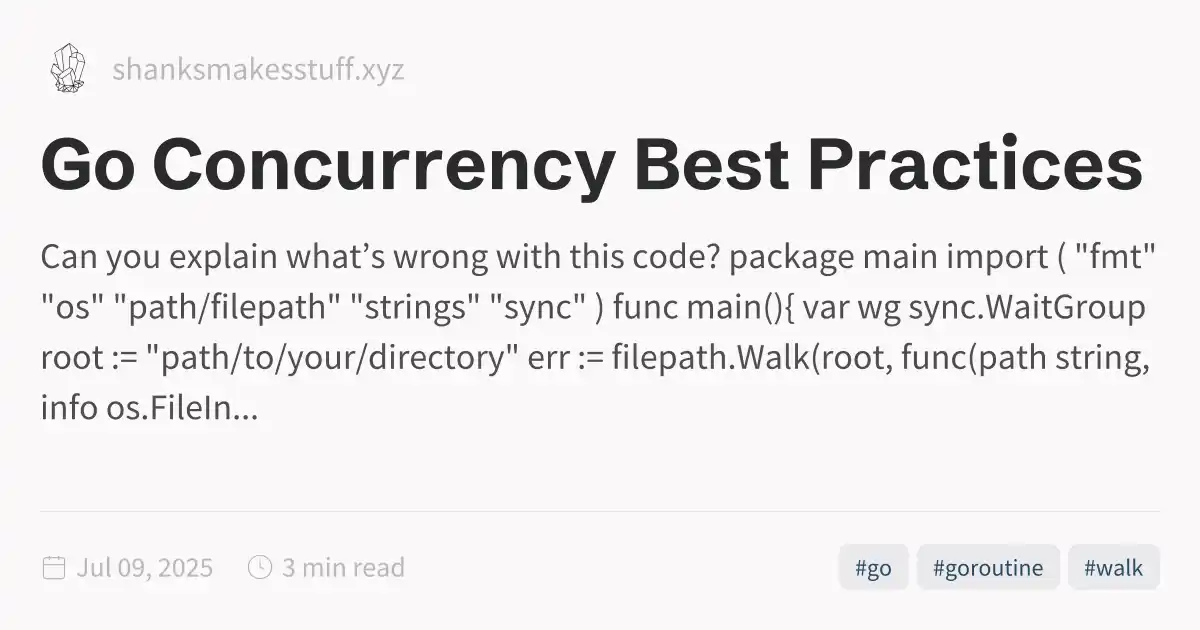 shanksmakesstuff.xyz
Go Concurrency Best Practices
Can you explain what’s wrong with this code? package main import ( "fmt"
"os" "path/filepath" "strings" "sync" ) func main(){ var wg sync.WaitGroup
root := "path/to/your/directory" err := filepath.Walk(root, func(path string,
info os.FileIn...
Jul 09, 2025 3 min read #go #goroutine #walk